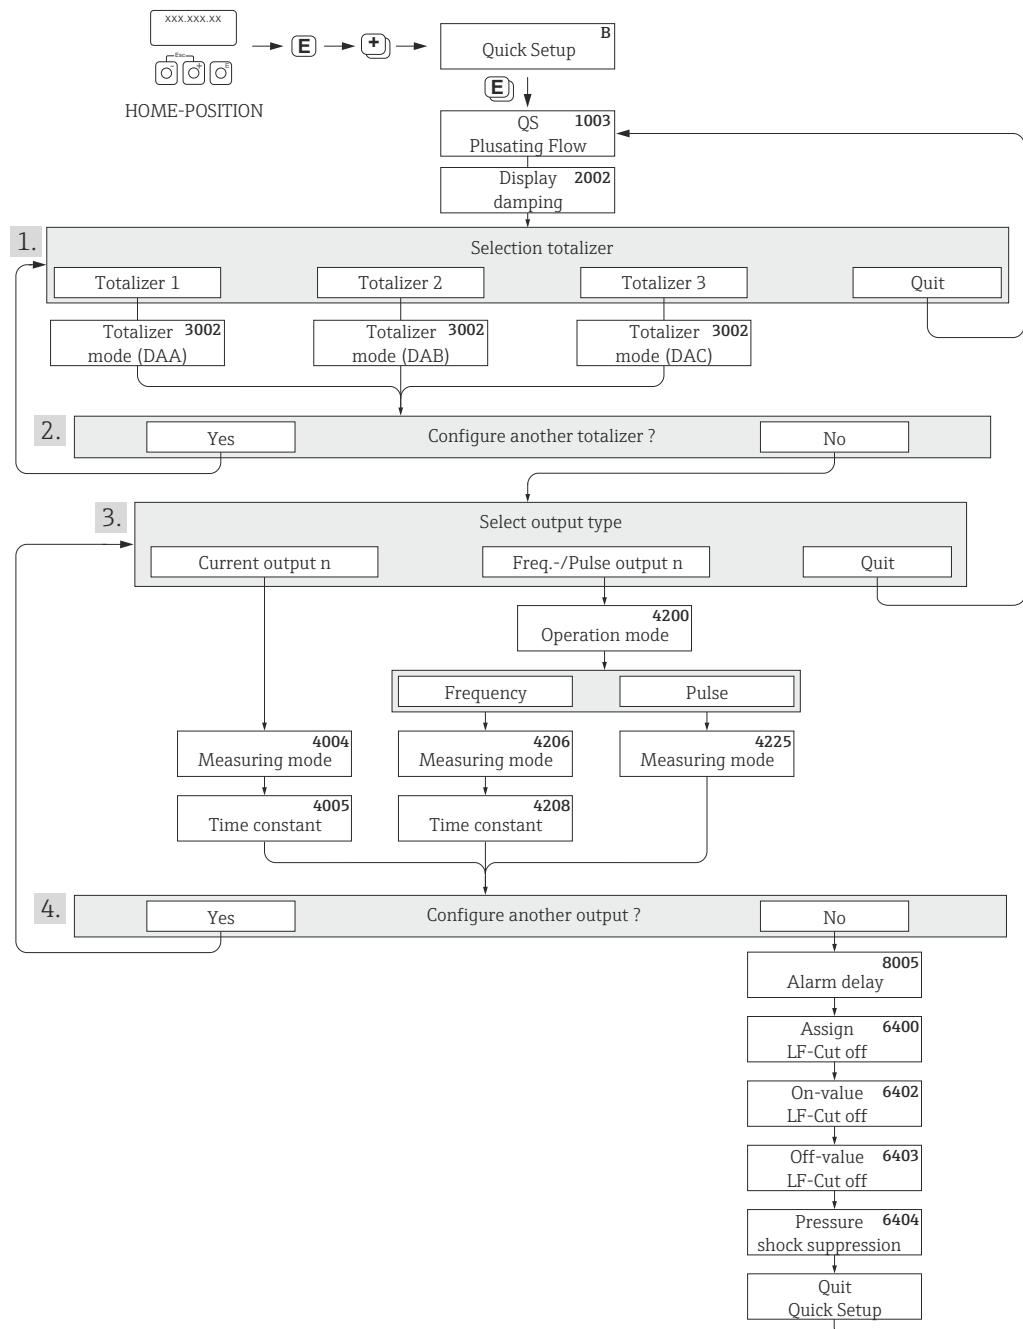 xxx.xxx.xx
Esc
-
+
E
HOME-POSITION
E
+
B
Quick Setup
E
QS 1003
Plusating Flow
Display 2002
damping
1.
Selection totalizer
Totalizer 1
Totalizer 2
Totalizer 3
Quit
Totalizer 3002
mode (DAA)
Totalizer 3002
mode (DAB)
Totalizer 3002
mode (DAC)
2.
Yes
Configure another totalizer ?
No
3.
Select output type
Current output n
Freq.-/Pulse output n
Quit
4200
Operation mode
Frequency
Pulse
4004
Measuring mode
4206
Measuring mode
4225
Measuring mode
4005
Time constant
4208
Time constant
4.
Yes
Configure another output ?
No
8005
Alarm delay
Assign 6400
LF-Cut off
On-value 6402
LF-Cut off
Off-value 6403
LF-Cut off
Pressure 6404
shock suppression
Quit
Quick Setup